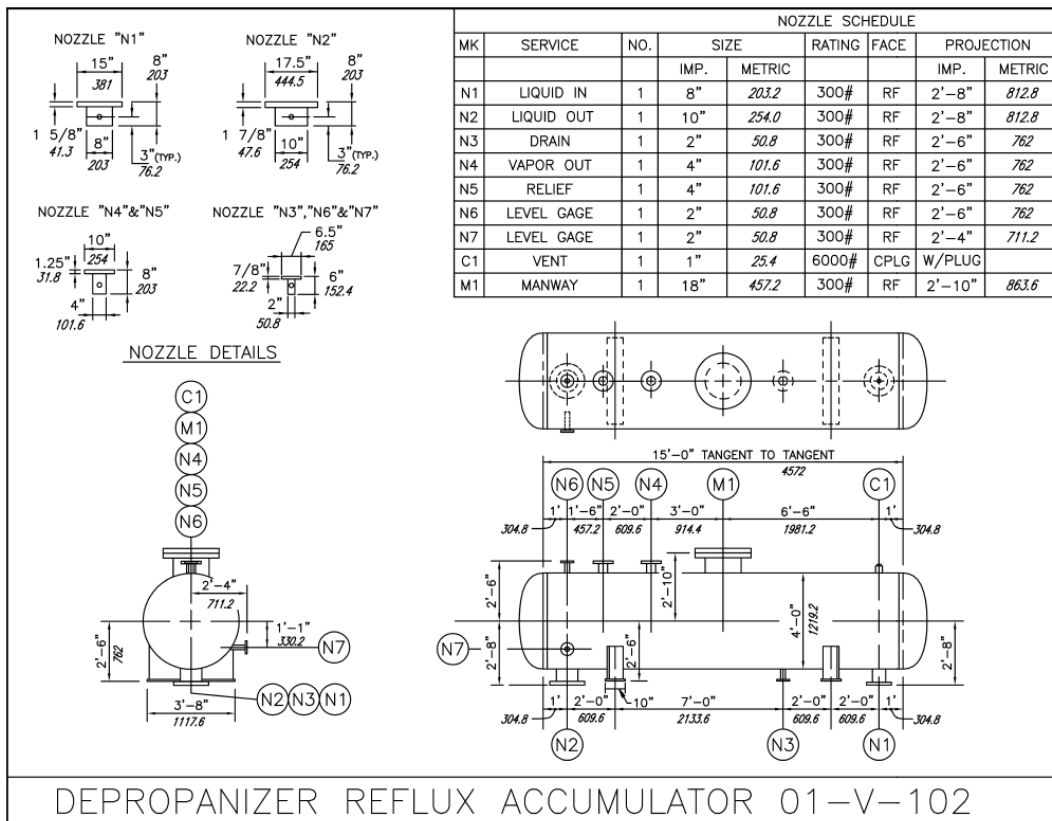 NOZZLE "N1"
15"
381
8"
203
1 5/8"
41.3
8"
203
3"(TYP.)
76.2
NOZZLE "N2"
17.5"
444.5
8"
203
1 7/8"
47.6
10"
254
3"(TYP.)
76.2
NOZZLE "N4"&"N5"
10"
254
1.25"
31.8
8"
203
4"
101.6
NOZZLE "N3","N6"&"N7"
6.5"
165
7/8"
22.2
6"
152.4
2"
50.8
NOZZLE DETAILS
NOZZLE SCHEDULE
MK SERVICE NO. SIZE RATING FACE PROJECTION
IMP. METRIC IMP. METRIC
N1 LIQUID IN 1 8" 203.2 300# RF 2'-8" 812.8
N2 LIQUID OUT 1 10" 254.0 300# RF 2'-8" 812.8
N3 DRAIN 1 2" 50.8 300# RF 2'-6" 762
N4 VAPOR OUT 1 4" 101.6 300# RF 2'-6" 762
N5 RELIEF 1 4" 101.6 300# RF 2'-6" 762
N6 LEVEL GAGE 1 2" 50.8 300# RF 2'-6" 762
N7 LEVEL GAGE 1 2" 50.8 300# RF 2'-4" 711.2
C1 VENT 1 1" 25.4 6000# CPLG W/PLUG
M1 MANWAY 1 18" 457.2 300# RF 2'-10" 863.6
C1
M1
N4
N5
N6
2'-4"
711.2
2'-6"
762
1'-1"
330.2
N7
N2 N3 N1
3'-8"
1117.6
15'-0" TANGENT TO TANGENT
4572
N6 N5 N4 M1 C1
1' 1'-6" 2'-0" 3'-0" 6'-6" 1'
304.8 457.2 609.6 914.4 1981.2 304.8
2'-6"
2'-10"
4'-0"
1219.2
N7
2'-8"
2'-6"
2'-8"
10"
1' 2'-0" 7'-0" 2'-0" 2'-0" 1'
304.8 609.6 2133.6 609.6 609.6 304.8
N2 N3 N1
DEPROPANIZER REFLUX ACCUMULATOR 01-V-102